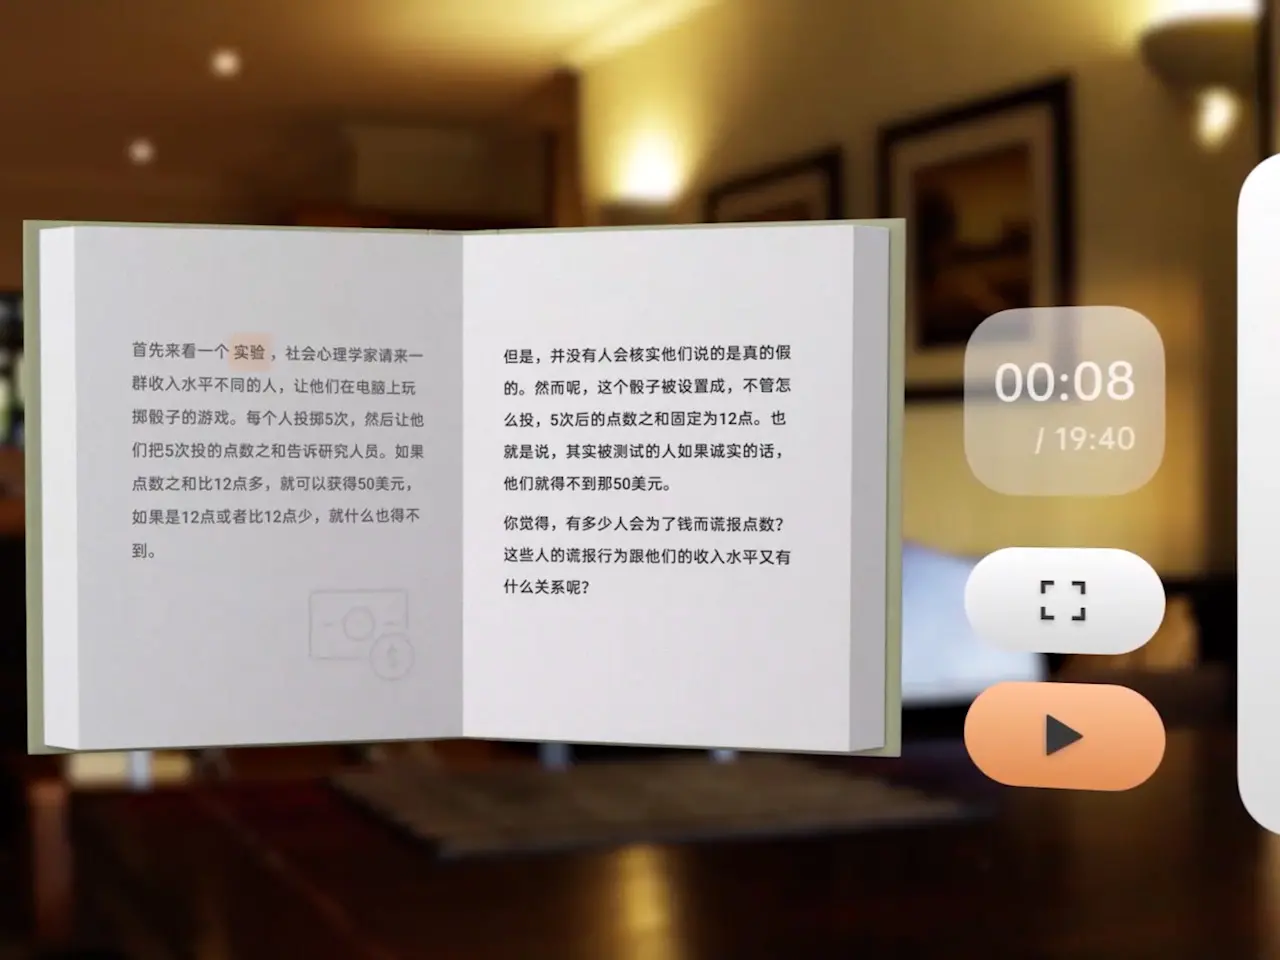 首先来看一个 实验，社会心理学家请来一
群收入水平不同的人，让他们在电脑上玩
掷骰子的游戏。每个人投掷5次，然后让他
们把5次投的点数之和告诉研究人员。如果
点数之和比12点多，就可以获得50美元，
如果是12点或者比12点少，就什么也得不
到。
但是，并没有人会核实他们说的是真的假
的。然而呢，这个骰子被设置成，不管怎
么投，5次后的点数之和固定为12点。也
就是说，其实被测试的人如果诚实的话，
他们就得不到那50美元。
你觉得，有多少人会为了钱而谎报点数？
这些人的谎报行为跟他们的收入水平又有
什么关系呢？
00:08
/ 19:40